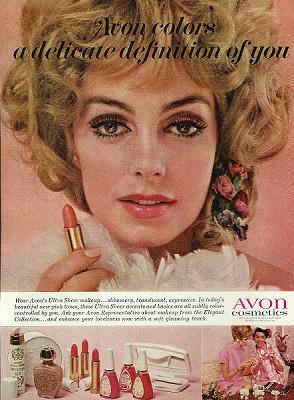 Avon colors
a delicate definition of you
Wear Avon's Ultra Sheer makeup...shimmery, translucent, expressive. In today's
beautiful new pink tones, these Ultra Sheer accents and basics are all subtly color-
controlled by you. Ask your Avon Representative about makeup from the Elegant
Collection...and enhance your loveliness now with a soft gleaming touch.
AVON
cosmetics